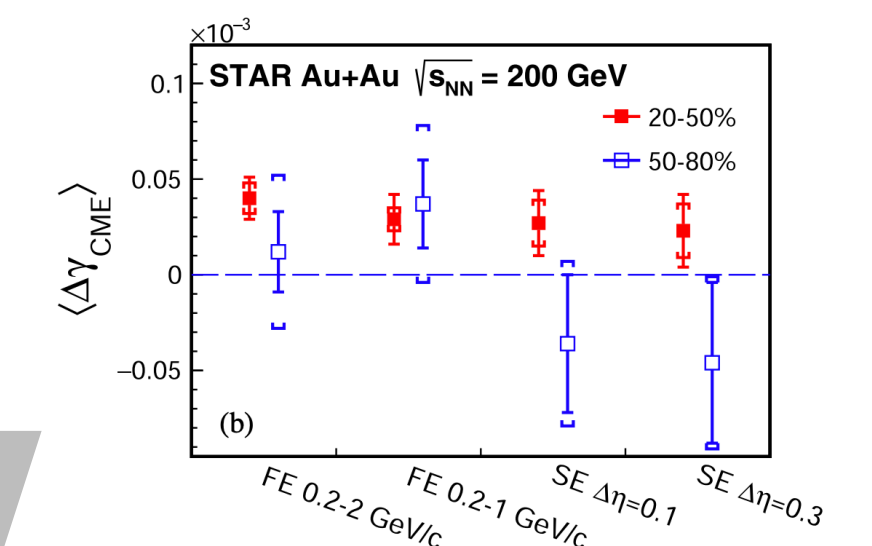 ×10⁻³
STAR Au+Au √sNN = 200 GeV
20-50%
50-80%
0.1
0.05
0
−0.05
⟨ΔγCME⟩
(b)
FE 0.2-2 GeV/c
FE 0.2-1 GeV/c
SE Δη=0.1
SE Δη=0.3